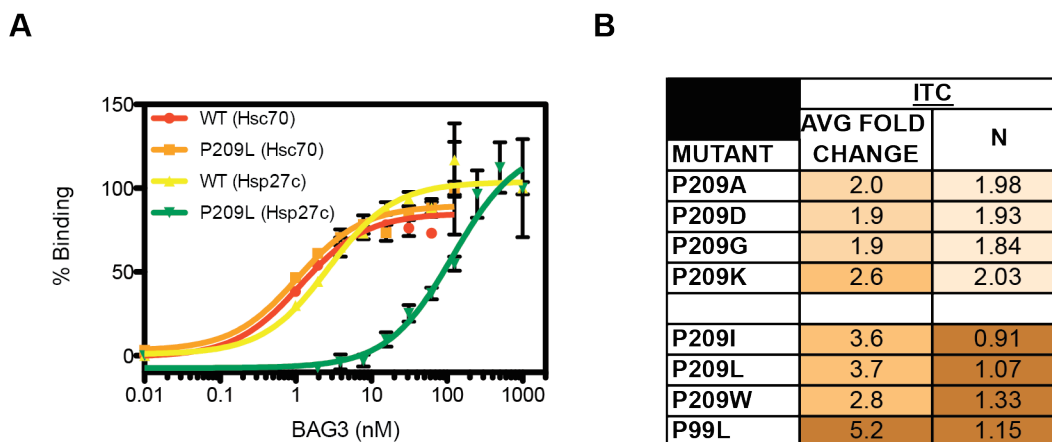 A
150
100
50
0
% Binding
WT (Hsc70)
P209L (Hsc70)
WT (Hsp27c)
P209L (Hsp27c)
0.01 0.1 1 10 100 1000
BAG3 (nM)
B
ITC
MUTANT AVG FOLD CHANGE N
P209A 2.0 1.98
P209D 1.9 1.93
P209G 1.9 1.84
P209K 2.6 2.03
P209I 3.6 0.91
P209L 3.7 1.07
P209W 2.8 1.33
P99L 5.2 1.15